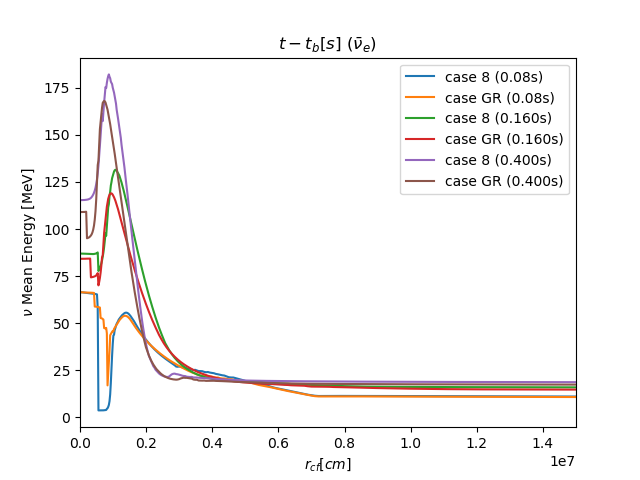 t − t_b[s] (ν̄_e)
175
150
125
100
75
50
25
0
ν Mean Energy [MeV]
case 8 (0.08s)
case GR (0.08s)
case 8 (0.160s)
case GR (0.160s)
case 8 (0.400s)
case GR (0.400s)
0.0 0.2 0.4 0.6 0.8 1.0 1.2 1.4
1e7
r_cf[cm]